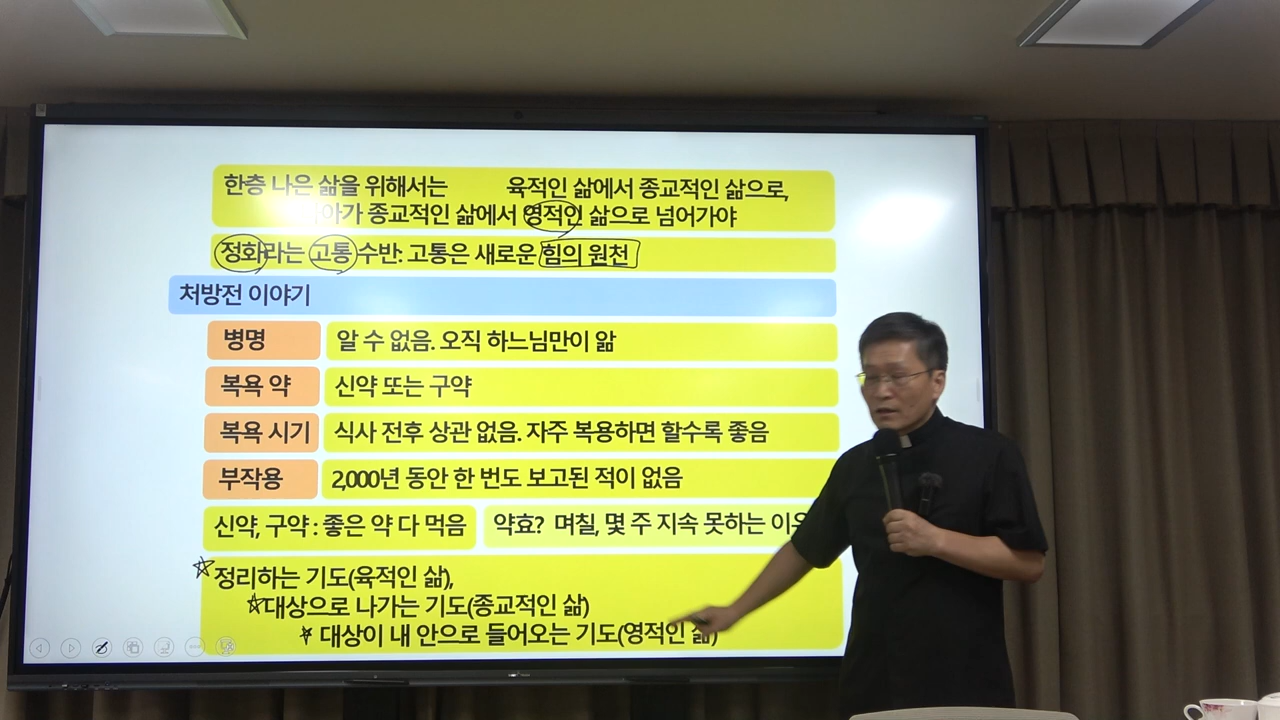 한층 나은 삶을 위해서는 육적인 삶에서 종교적인 삶으로,
종교적인 삶에서 영적인 삶으로 넘어가야
정화라는 고통 수반: 고통은 새로운 힘의 원천
처방전 이야기
병명 알 수 없음. 오직 하느님만이 앎
복욕 약 신약 또는 구약
복욕 시기 식사 전후 상관 없음. 자주 복용하면 할수록 좋음
부작용 2,000년 동안 한 번도 보고된 적이 없음
신약, 구약 : 좋은 약 다 먹음 약효? 며칠, 몇 주 지속 못하는
정리하는 기도(육적인 삶),
대상으로 나가는 기도(종교적인 삶)
대상이 내 안으로 들어오는 기도(영적인 삶)